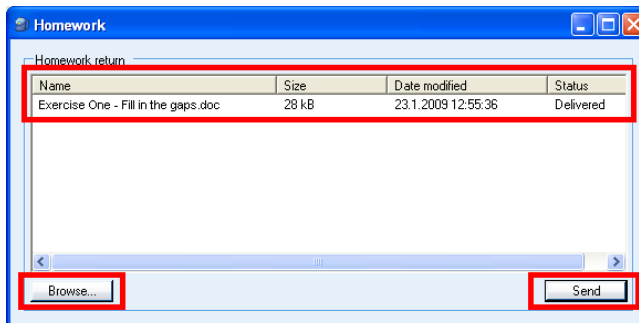 Homework
Homework return
Name Size Date modified Status
Exercise One - Fill in the gaps.doc 28 kB 23.1.2009 12:55:36 Delivered
Browse... Send